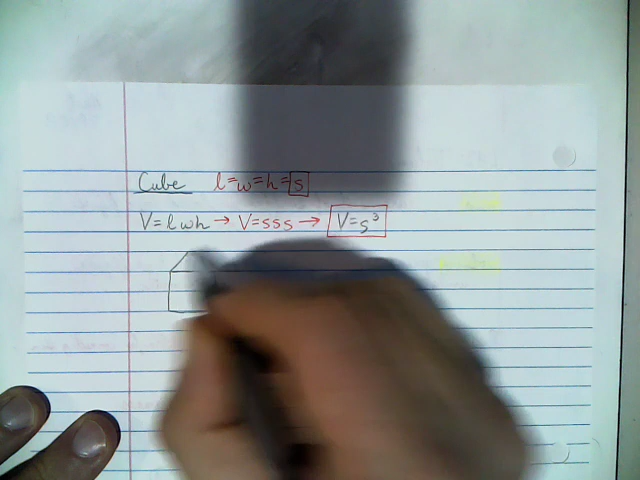 Cube l=w=h=s
V=lwh → V=sss → V=s³